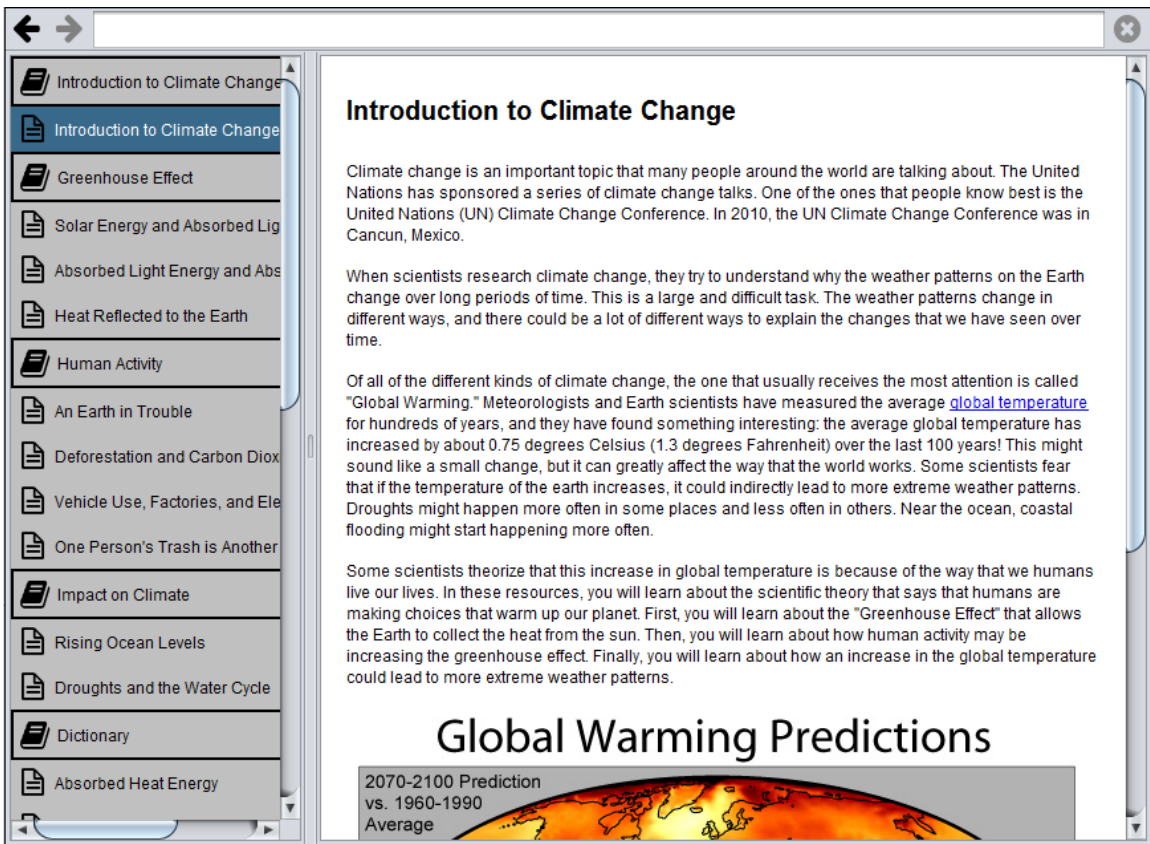 Introduction to Climate Change
Introduction to Climate Change
Greenhouse Effect
Solar Energy and Absorbed Lig
Absorbed Light Energy and Abs
Heat Reflected to the Earth
Human Activity
An Earth in Trouble
Deforestation and Carbon Diox
Vehicle Use, Factories, and Ele
One Person's Trash is Another
Impact on Climate
Rising Ocean Levels
Droughts and the Water Cycle
Dictionary
Absorbed Heat Energy
Introduction to Climate Change
Climate change is an important topic that many people around the world are talking about. The United
Nations has sponsored a series of climate change talks. One of the ones that people know best is the
United Nations (UN) Climate Change Conference. In 2010, the UN Climate Change Conference was in
Cancun, Mexico.
When scientists research climate change, they try to understand why the weather patterns on the Earth
change over long periods of time. This is a large and difficult task. The weather patterns change in
different ways, and there could be a lot of different ways to explain the changes that we have seen over
time.
Of all of the different kinds of climate change, the one that usually receives the most attention is called
"Global Warming." Meteorologists and Earth scientists have measured the average global temperature
for hundreds of years, and they have found something interesting: the average global temperature has
increased by about 0.75 degrees Celsius (1.3 degrees Fahrenheit) over the last 100 years! This might
sound like a small change, but it can greatly affect the way that the world works. Some scientists fear
that if the temperature of the earth increases, it could indirectly lead to more extreme weather patterns.
Droughts might happen more often in some places and less often in others. Near the ocean, coastal
flooding might start happening more often.
Some scientists theorize that this increase in global temperature is because of the way that we humans
live our lives. In these resources, you will learn about the scientific theory that says that humans are
making choices that warm up our planet. First, you will learn about the "Greenhouse Effect" that allows
the Earth to collect the heat from the sun. Then, you will learn about how human activity may be
increasing the greenhouse effect. Finally, you will learn about how an increase in the global temperature
could lead to more extreme weather patterns.
Global Warming Predictions
2070-2100 Prediction
vs. 1960-1990
Average